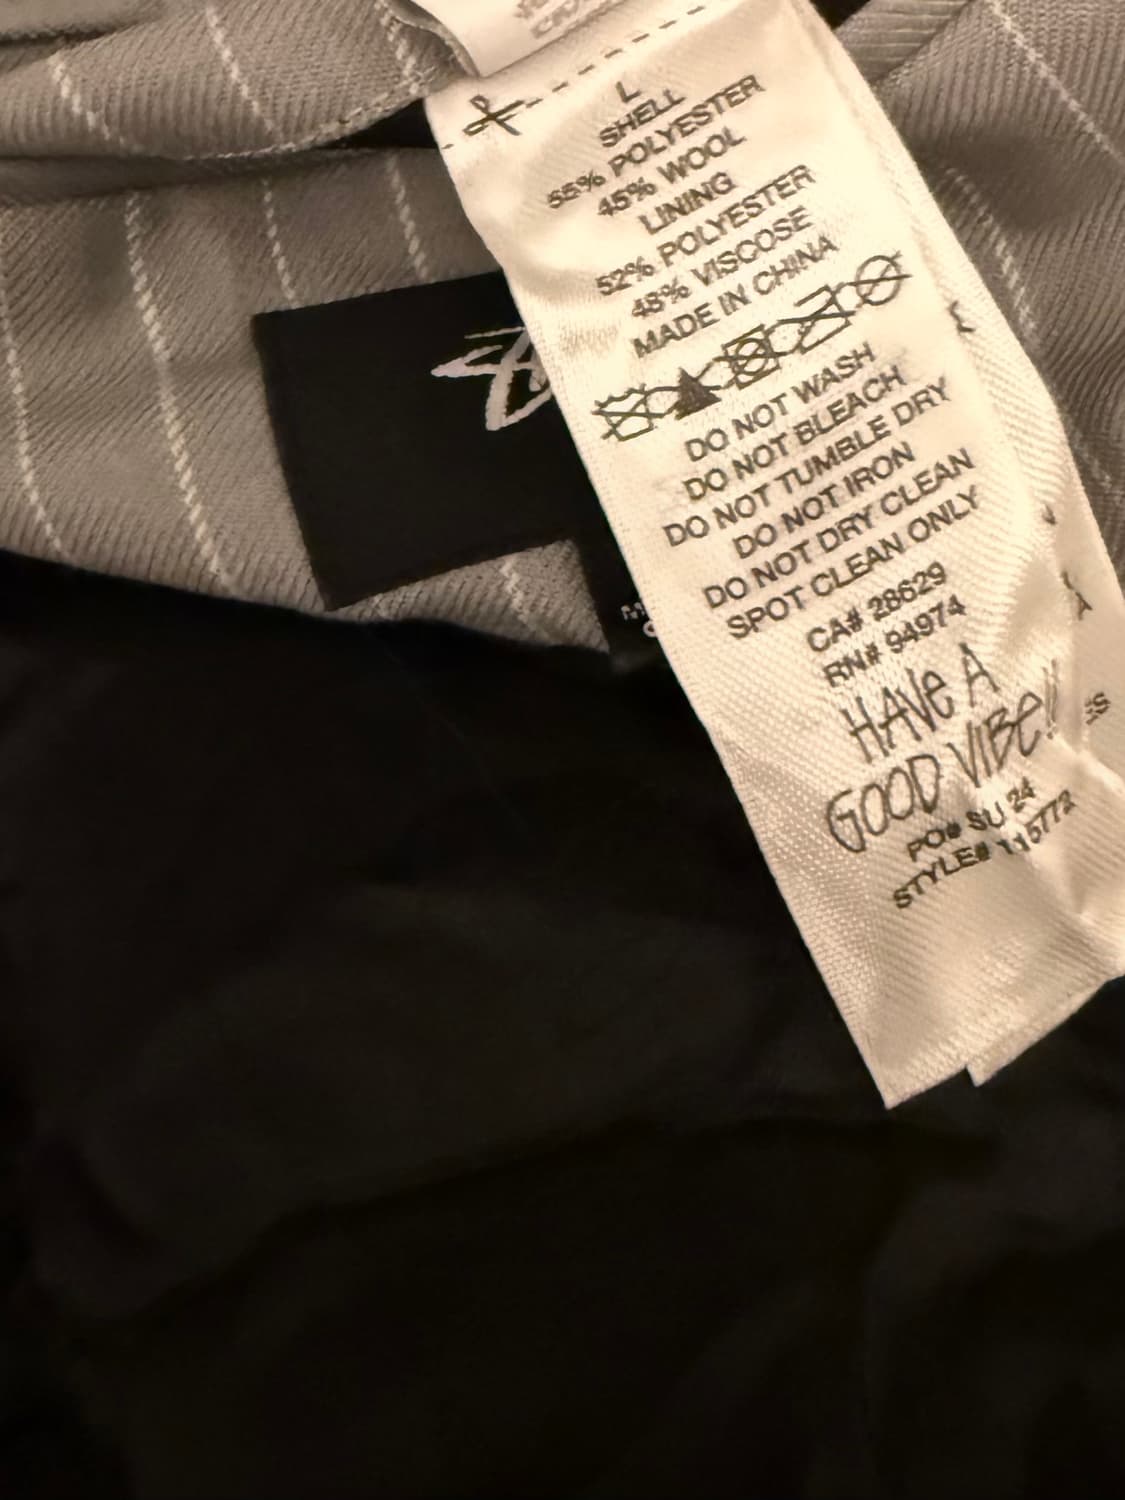 L
SHELL
55% POLYESTER
45% WOOL
LINING
52% POLYESTER
48% VISCOSE
MADE IN CHINA
DO NOT WASH
DO NOT BLEACH
DO NOT TUMBLE DRY
DO NOT IRON
DO NOT DRY CLEAN
SPOT CLEAN ONLY
CA# 28629
RN# 94974
HAVE A
GOOD VIBE!!
PO# SU 24
STYLE# 115772